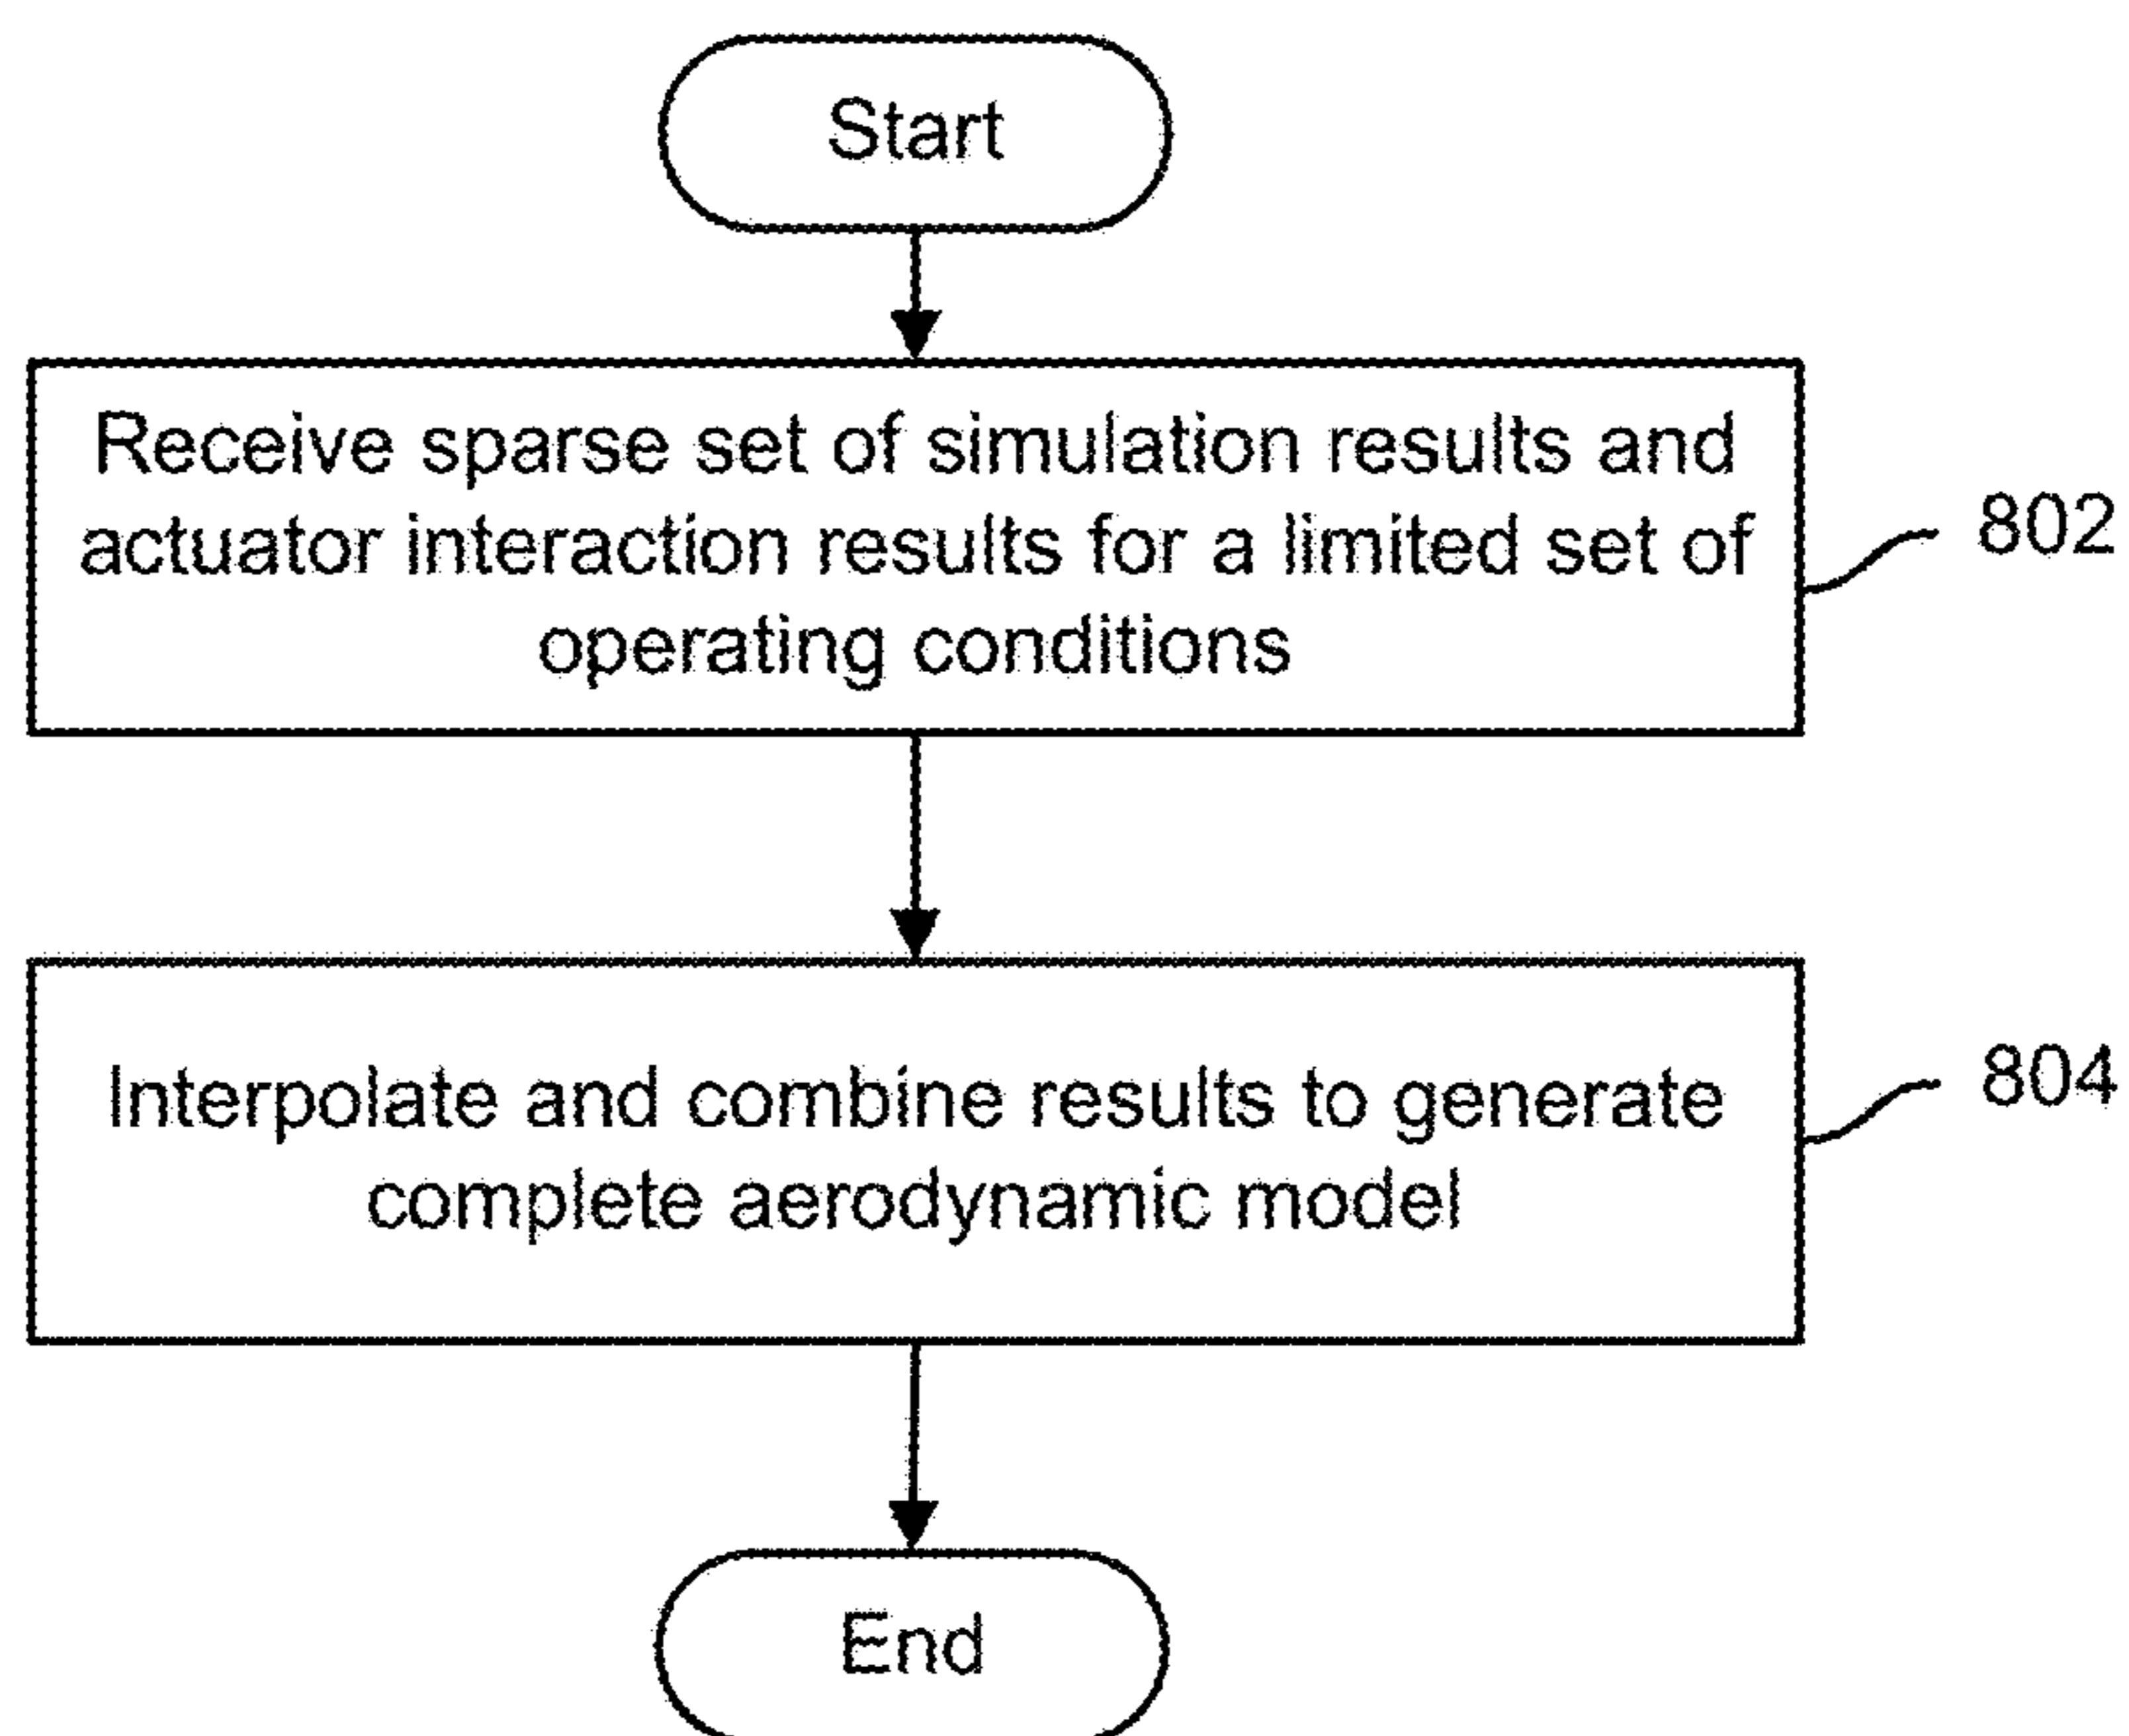 Start
Receive sparse set of simulation results and
actuator interaction results for a limited set of
operating conditions
802
Interpolate and combine results to generate
complete aerodynamic model
804
End